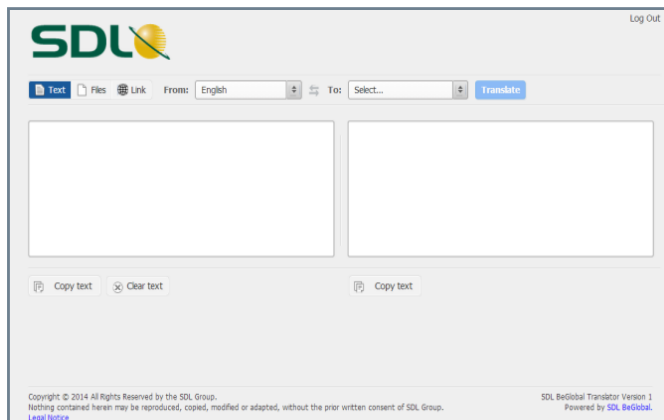 Log Out
SDL
Text Files Link From: English To: Select... Translate
Copy text Clear text Copy text
Copyright © 2014 All Rights Reserved by the SDL Group. SDL BeGlobal Translator Version 1
Nothing contained herein may be reproduced, copied, modified or adapted, without the prior written consent of SDL Group. Powered by SDL BeGlobal.
Legal Notice